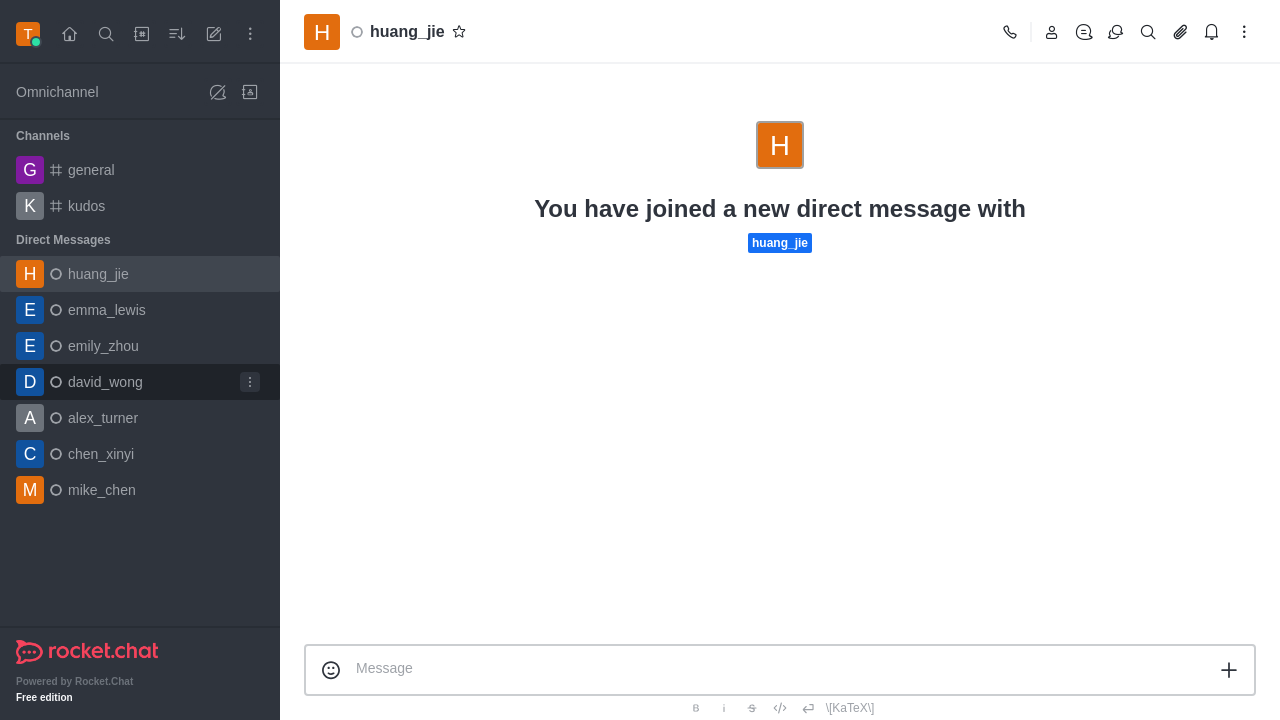 T
Omnichannel
Channels
G general
K kudos
Direct Messages
H huang_jie
E emma_lewis
E emily_zhou
D david_wong
A alex_turner
C chen_xinyi
M mike_chen
rocket.chat
Powered by Rocket.Chat
Free edition
H huang_jie
H
You have joined a new direct message with
huang_jie
Message
B i S \[KaTeX\]